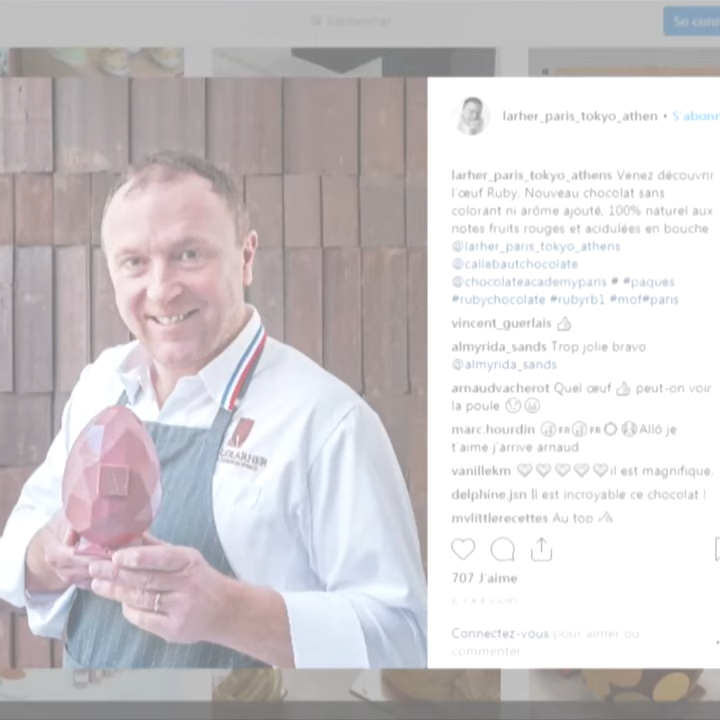 Rechercher
Se conn
larher_paris_tokyo_athen • S'abonn
larher_paris_tokyo_athens Venez découvrir
l'œuf Ruby. Nouveau chocolat sans
colorant ni arôme ajouté, 100% naturel aux
notes fruits rouges et acidulées en bouche
@larher_paris_tokyo_athens
@callebautchocolate
@chocolateacademyparis # #paques
#rubychocolate #rubyrb1 #mof#paris
vincent_guerlais 👍
almyrida_sands Trop jolie bravo
@almyrida_sands
arnaudvacherot Quel œuf 👍 peut-on voir
la poule
marc.hourdin FR FR Allô je
t'aime j'arrive arnaud
vanillekm ♡♡♡♡♡il est magnifique.
delphine.jsn Il est incroyable ce chocolat !
mylittlerecettes Au top
707 J'aime
Connectez-vous pour aimer ou
commenter